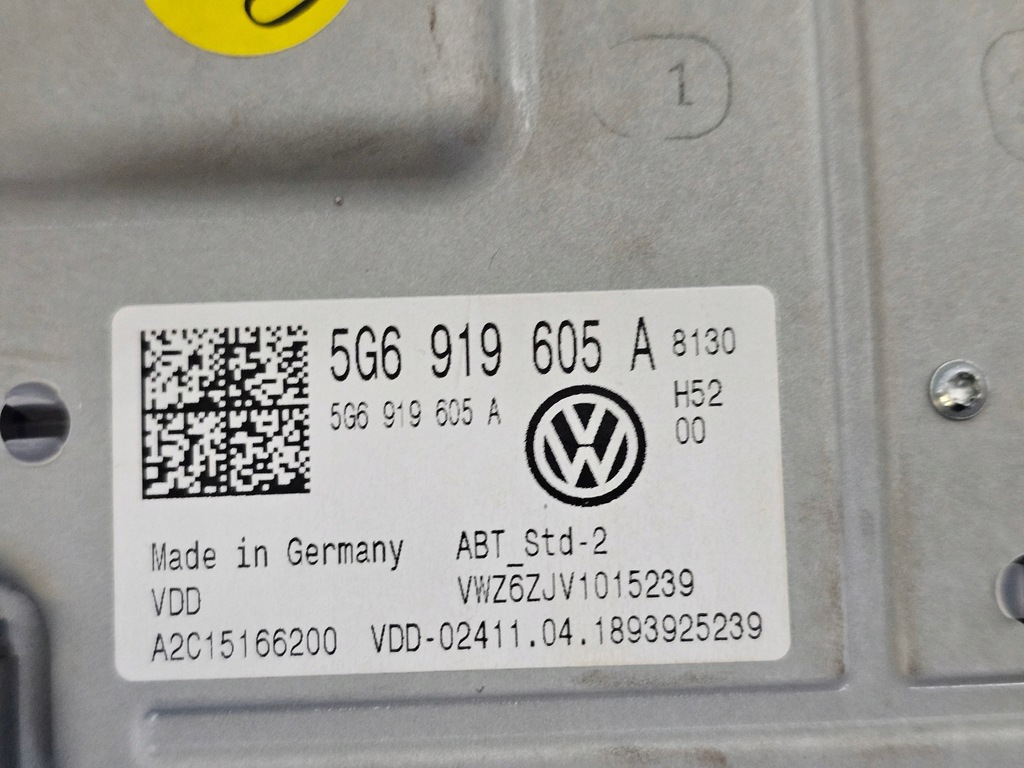 1
5G6 919 605 A
8130
5G6 919 605 A
H52
00
Made in Germany
ABT_Std-2
VDD
VWZ6ZJV1015239
A2C15166200
VDD-02411.04.1893925239